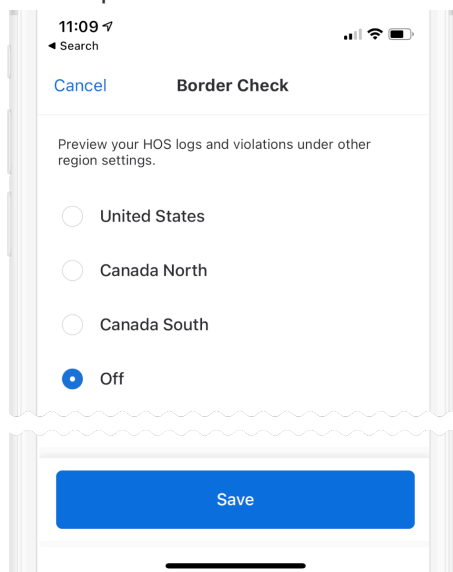 11:09
◀ Search
Cancel Border Check
Preview your HOS logs and violations under other
region settings.
United States
Canada North
Canada South
Off
Save